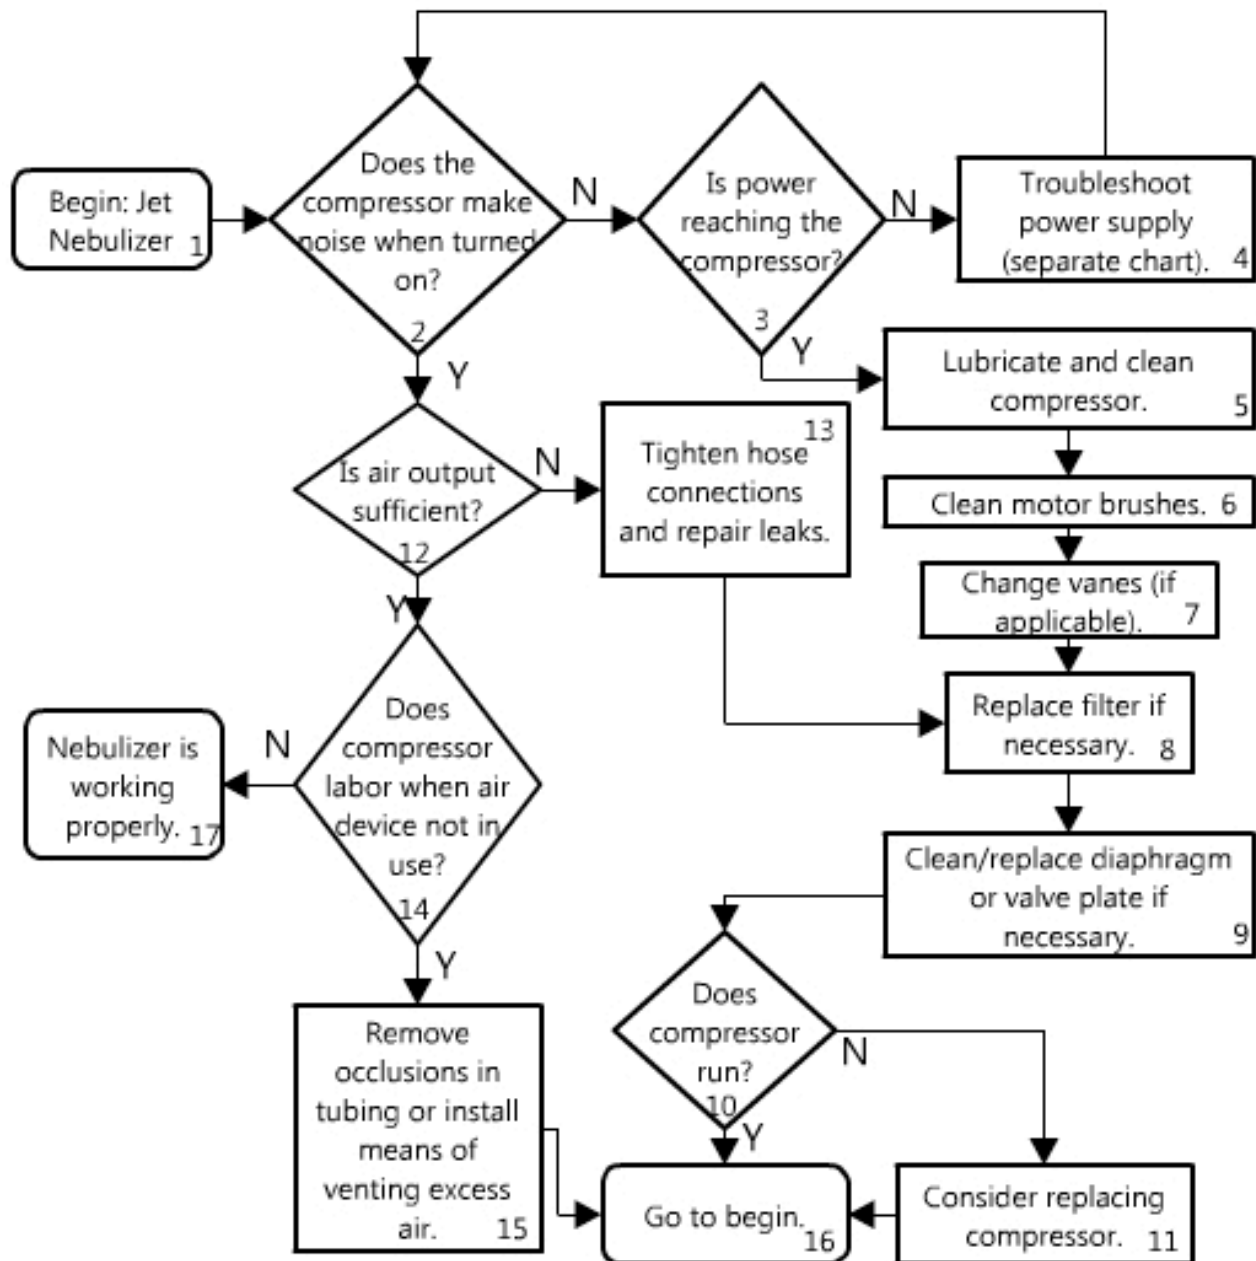 Begin: Jet
Nebulizer
1
Does the
compressor make
noise when turned
on?
2
N
Is power
reaching the
compressor?
3
N
Troubleshoot
power supply
(separate chart).
4
Y
Y
Lubricate and clean
compressor.
5
Is air output
sufficient?
12
N
13
Tighten hose
connections
and repair leaks.
Clean motor brushes. 6
Change vanes (if
applicable).
7
Y
Does
compressor
labor when air
device not in
use?
14
N
Nebulizer is
working
properly.
17
Replace filter if
necessary.
8
Clean/replace diaphragm
or valve plate if
necessary.
9
Y
Does
compressor
run?
10
N
Y
Remove
occlusions in
tubing or install
means of
venting excess
air.
15
Go to begin.
16
Consider replacing
compressor.
11